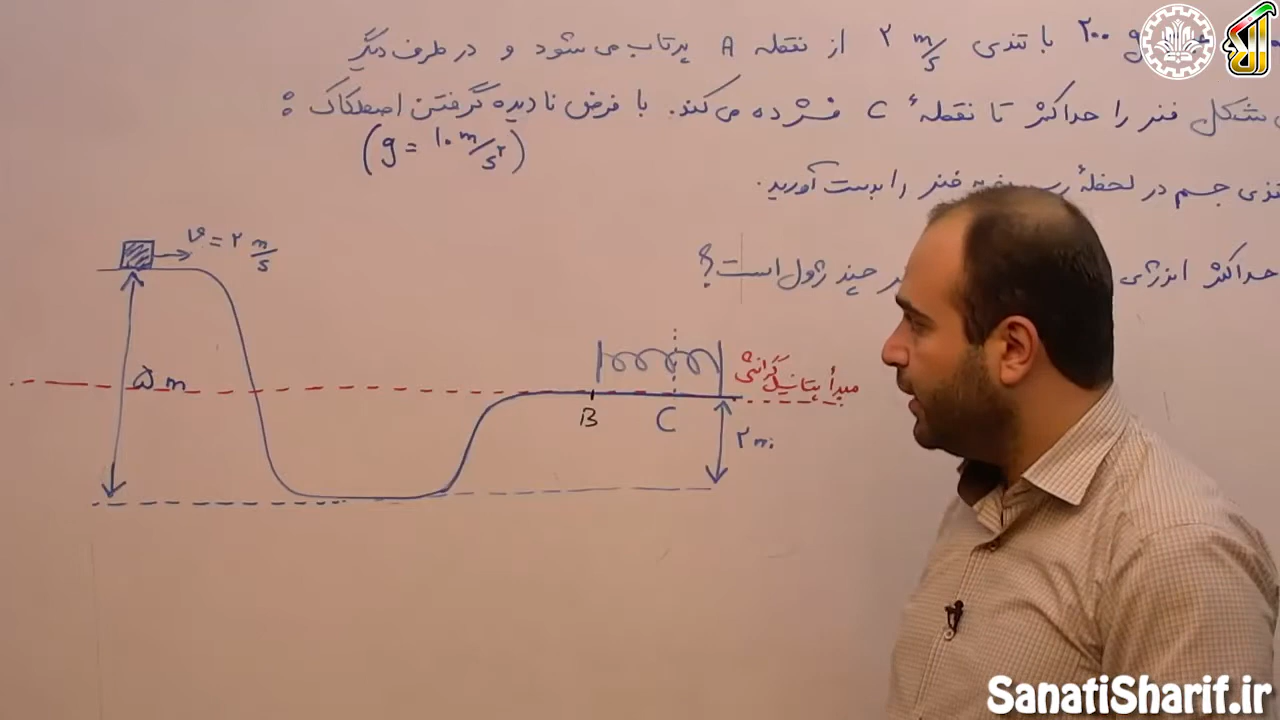 ۲۰۰ g با تندی ۲ m/s از نقطه A پرتاب می شود و در طرف دیگر
شکل فنر را حداکثر تا نقطهٔ C فشرده می کند. با فرض نادیده گرفتن اصطکاک :
(g = ۱۰ m/s²)
تندی جسم در لحظهٔ فنر را بدست آورید.
حداکثر انرژی چند ژول است؟
v = ۲ m/s
۵ m
مبدأ پتانسیل گرانشی
B
C
۲ m
SanatiSharif.ir